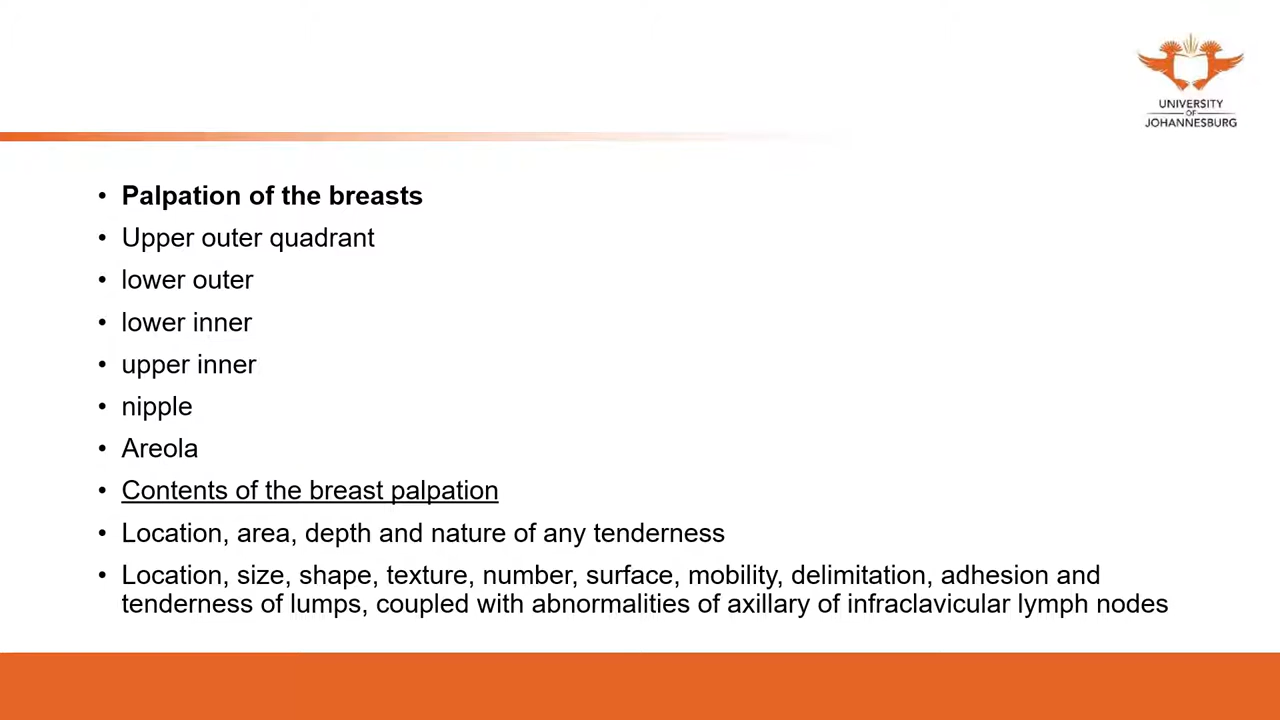 UNIVERSITY
OF
JOHANNESBURG
• Palpation of the breasts
• Upper outer quadrant
• lower outer
• lower inner
• upper inner
• nipple
• Areola
• Contents of the breast palpation
• Location, area, depth and nature of any tenderness
• Location, size, shape, texture, number, surface, mobility, delimitation, adhesion and
tenderness of lumps, coupled with abnormalities of axillary of infraclavicular lymph nodes